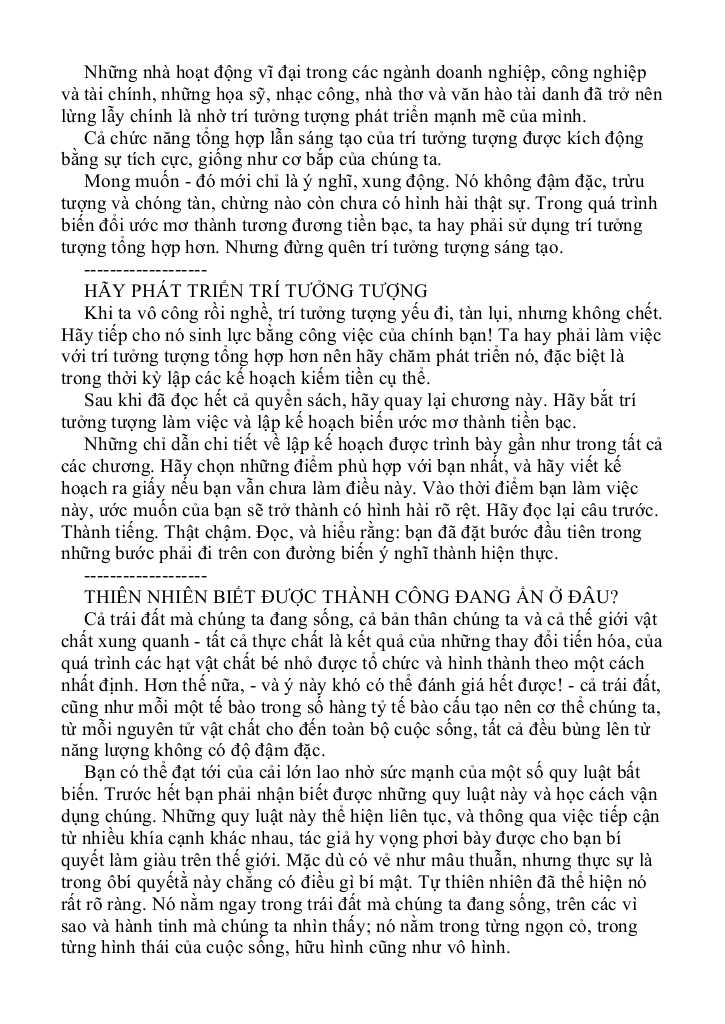 Những nhà hoạt động vĩ đại trong các ngành doanh nghiệp, công nghiệp
và tài chính, những họa sỹ, nhạc công, nhà thơ và văn hào tài danh đã trở nên
lừng lẫy chính là nhờ trí tưởng tượng phát triển mạnh mẽ của mình.
Cả chức năng tổng hợp lẫn sáng tạo của trí tưởng tượng được kích động
bằng sự tích cực, giống như cơ bắp của chúng ta.
Mong muốn - đó mới chỉ là ý nghĩ, xung động. Nó không đậm đặc, trừu
tượng và chóng tàn, chừng nào còn chưa có hình hài thật sự. Trong quá trình
biến đổi ước mơ thành tương đương tiền bạc, ta hay phải sử dụng trí tưởng
tượng tổng hợp hơn. Nhưng đừng quên trí tưởng tượng sáng tạo.
-------------------
HÃY PHÁT TRIỂN TRÍ TƯỞNG TƯỢNG
Khi ta vô công rồi nghề, trí tưởng tượng yếu đi, tàn lụi, nhưng không chết.
Hãy tiếp cho nó sinh lực bằng công việc của chính bạn! Ta hay phải làm việc
với trí tưởng tượng tổng hợp hơn nên hãy chăm phát triển nó, đặc biệt là
trong thời kỳ lập các kế hoạch kiếm tiền cụ thể.
Sau khi đã đọc hết cả quyển sách, hãy quay lại chương này. Hãy bắt trí
tưởng tượng làm việc và lập kế hoạch biến ước mơ thành tiền bạc.
Những chỉ dẫn chi tiết về lập kế hoạch được trình bày gần như trong tất cả
các chương. Hãy chọn những điểm phù hợp với bạn nhất, và hãy viết kế
hoạch ra giấy nếu bạn vẫn chưa làm điều này. Vào thời điểm bạn làm việc
này, ước muốn của bạn sẽ trở thành có hình hài rõ rệt. Hãy đọc lại câu trước.
Thành tiếng. Thật chậm. Đọc, và hiểu rằng: bạn đã đặt bước đầu tiên trong
những bước phải đi trên con đường biến ý nghĩ thành hiện thực.
-------------------
THIÊN NHIÊN BIẾT ĐƯỢC THÀNH CÔNG ĐANG ẨN Ở ĐÂU?
Cả trái đất mà chúng ta đang sống, cả bản thân chúng ta và cả thế giới vật
chất xung quanh - tất cả thực chất là kết quả của những thay đổi tiến hóa, của
quá trình các hạt vật chất bé nhỏ được tổ chức và hình thành theo một cách
nhất định. Hơn thế nữa, - và ý này khó có thể đánh giá hết được! - cả trái đất,
cũng như mỗi một tế bào trong số hàng tỷ tế bào cấu tạo nên cơ thể chúng ta,
từ mỗi nguyên tử vật chất cho đến toàn bộ cuộc sống, tất cả đều bùng lên từ
năng lượng không có độ đậm đặc.
Bạn có thể đạt tới của cải lớn lao nhờ sức mạnh của một số quy luật bất
biến. Trước hết bạn phải nhận biết được những quy luật này và học cách vận
dụng chúng. Những quy luật này thể hiện liên tục, và thông qua việc tiếp cận
từ nhiều khía cạnh khác nhau, tác giả hy vọng phơi bày được cho bạn bí
quyết làm giàu trên thế giới. Mặc dù có vẻ như mâu thuẫn, nhưng thực sự là
trong ôbí quyếtẳ này chẳng có điều gì bí mật. Tự thiên nhiên đã thể hiện nó
rất rõ ràng. Nó nằm ngay trong trái đất mà chúng ta đang sống, trên các vì
sao và hành tinh mà chúng ta nhìn thấy; nó nằm trong từng ngọn cỏ, trong
từng hình thái của cuộc sống, hữu hình cũng như vô hình.